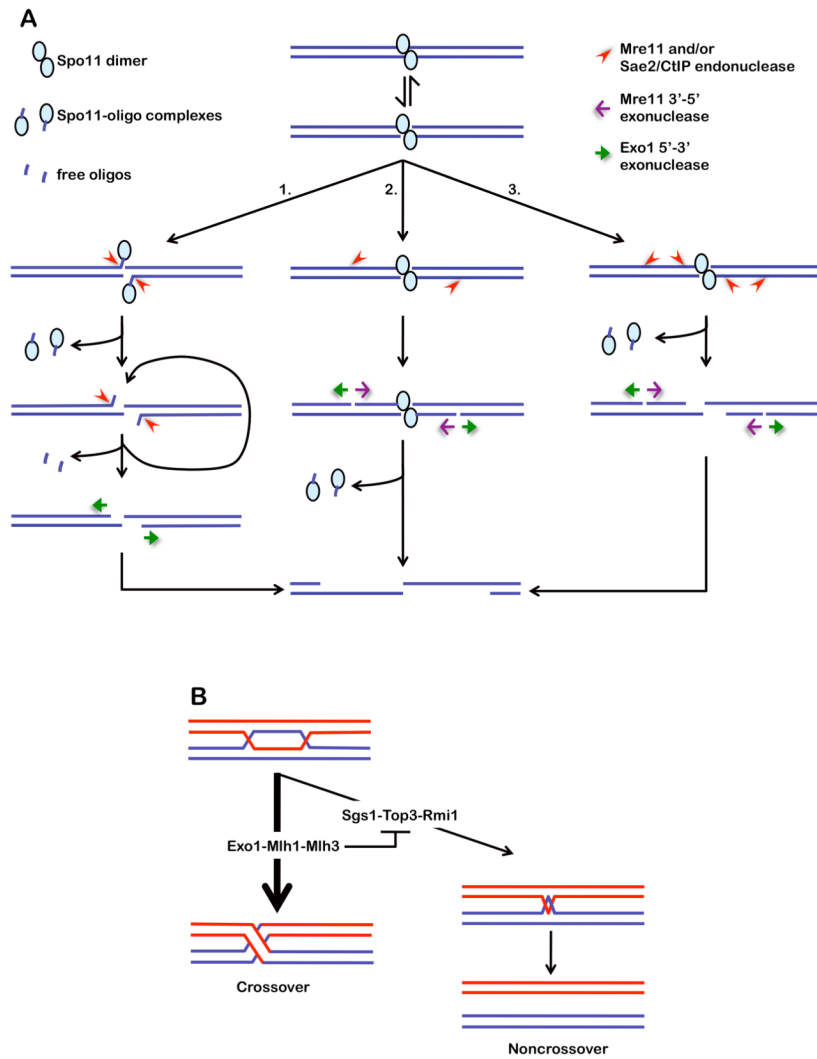 A
Spo11 dimer
Spo11-oligo complexes
free oligos
Mre11 and/or
Sae2/CtIP endonuclease
Mre11 3'-5'
exonuclease
Exo1 5'-3'
exonuclease
1.
2.
3.
B
Sgs1-Top3-Rmi1
Exo1-Mlh1-Mlh3
Crossover
Noncrossover